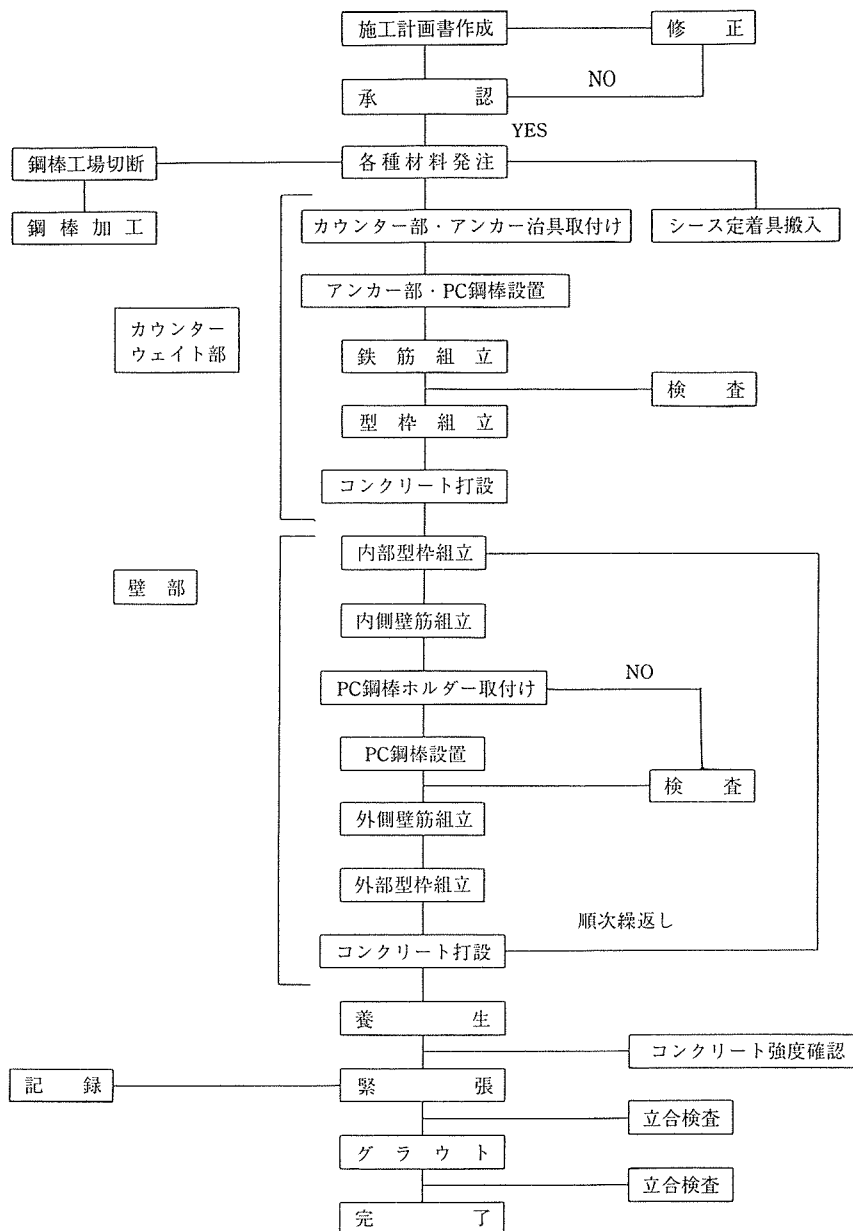 施工計画書作成
修正
NO
承認
YES
鋼棒工場切断
各種材料発注
鋼棒加工
カウンター部・アンカー治具取付け
シース定着具搬入
アンカー部・PC鋼棒設置
カウンター
ウェイト部
鉄筋組立
検査
型枠組立
コンクリート打設
内部型枠組立
壁部
内側壁筋組立
PC鋼棒ホルダー取付け
NO
PC鋼棒設置
検査
外側壁筋組立
外部型枠組立
順次繰返し
コンクリート打設
養生
コンクリート強度確認
記録
緊張
立合検査
グラウト
立合検査
完了